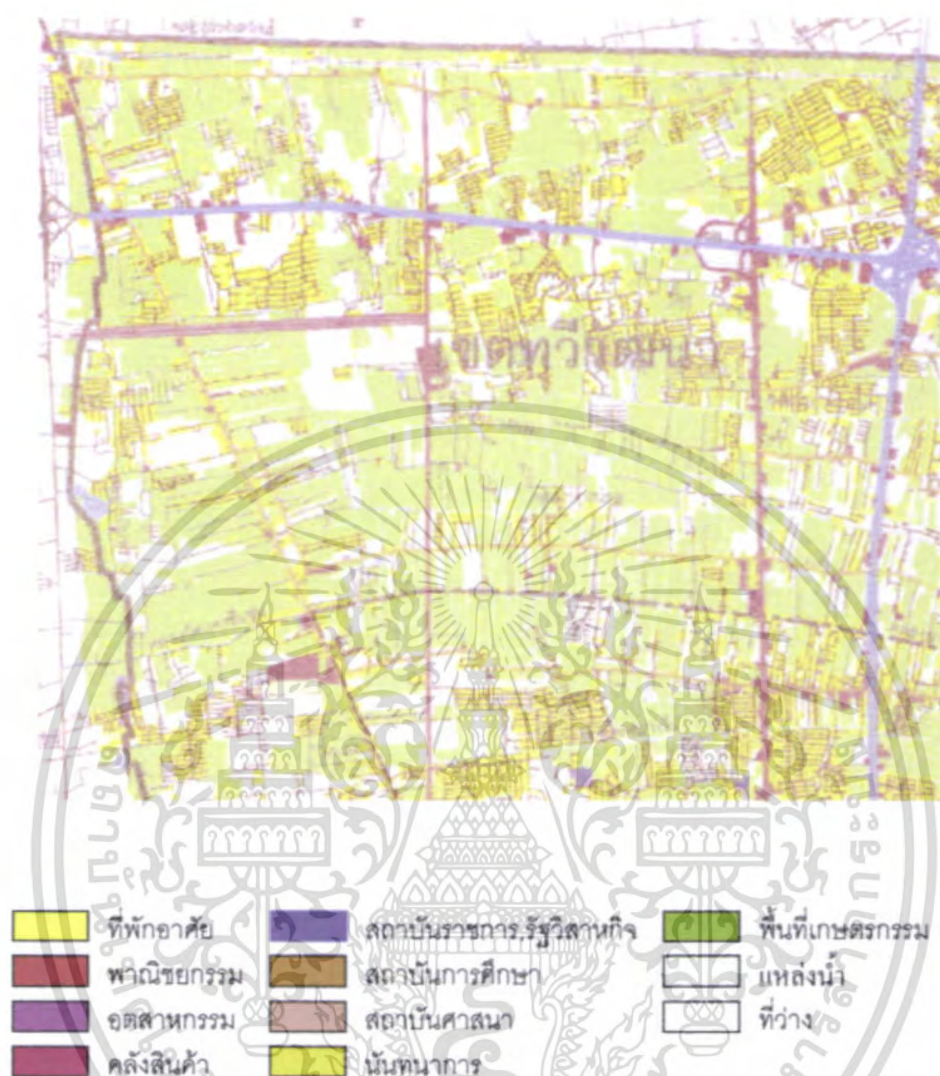 เขตทวีวัฒนา
ที่พักอาศัย
พาณิชยกรรม
อุตสาหกรรม
คลังสินค้า
สถาบันราชการ,รัฐวิสาหกิจ
สถาบันการศึกษา
สถาบันศาสนา
นันทนาการ
พื้นที่เกษตรกรรม
แหล่งน้ำ
ที่ว่าง